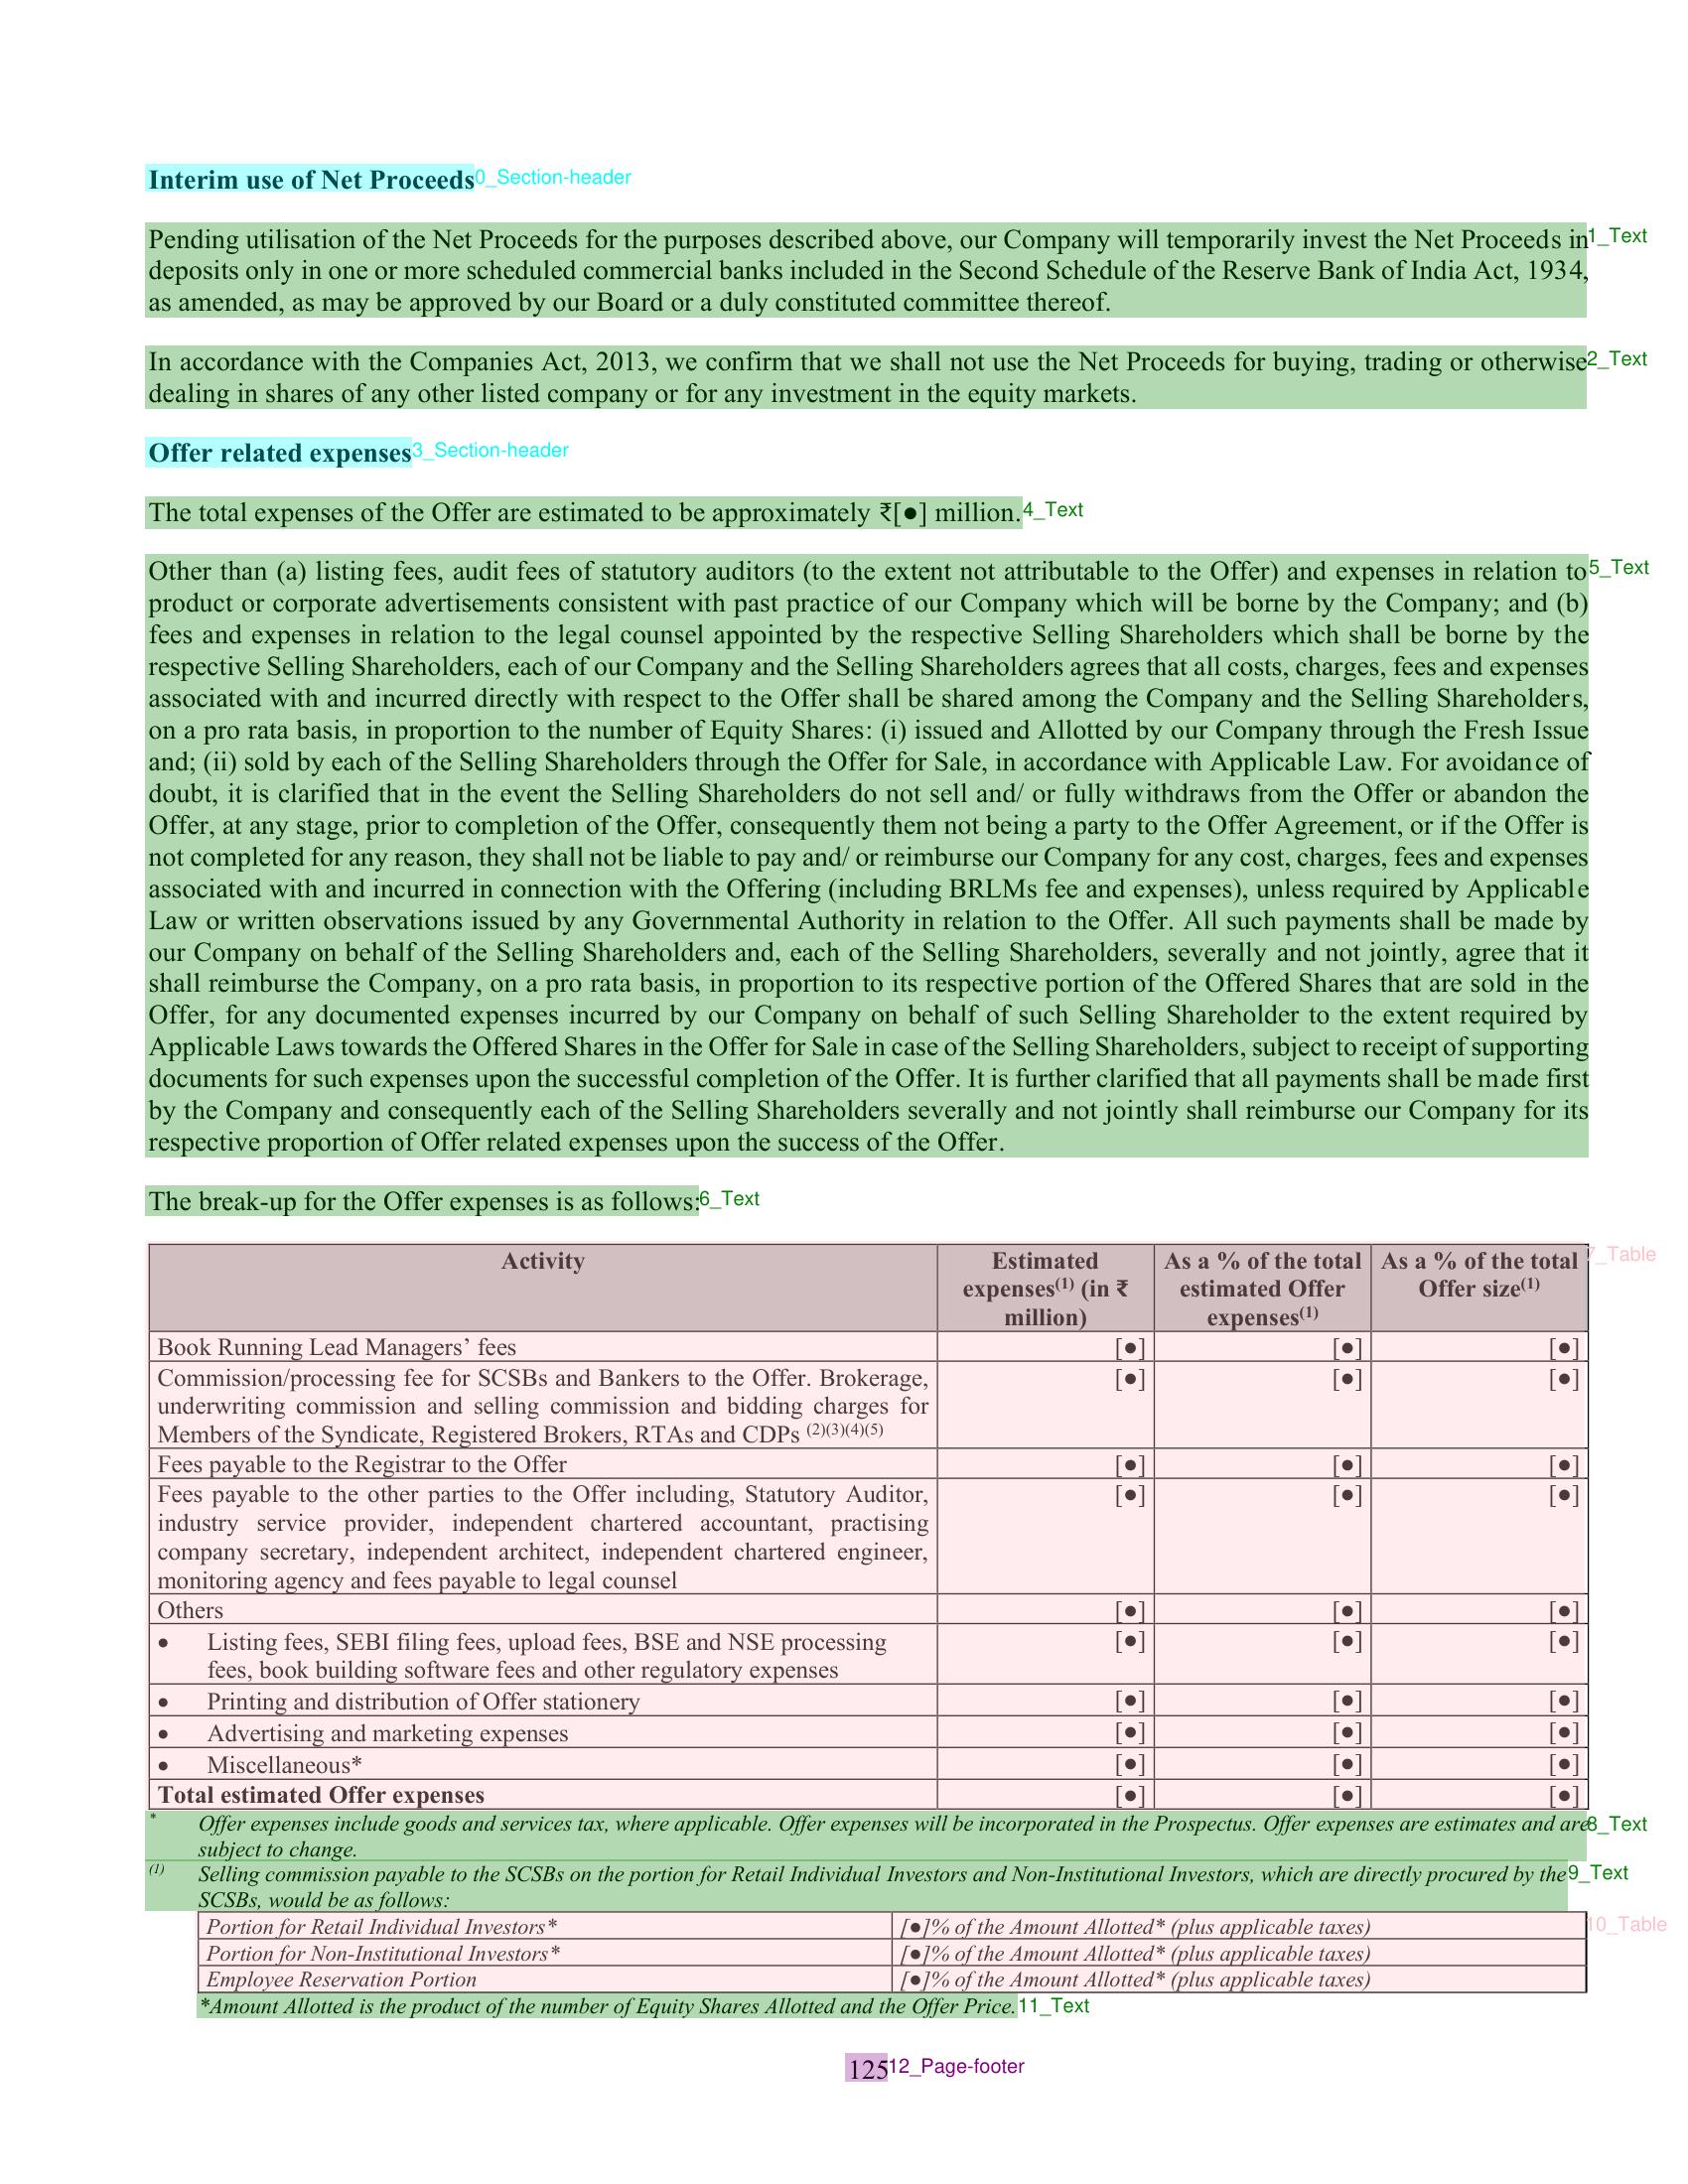 Interim use of Net Proceeds0_Section-header
Pending utilisation of the Net Proceeds for the purposes described above, our Company will temporarily invest the Net Proceeds in1_Text
deposits only in one or more scheduled commercial banks included in the Second Schedule of the Reserve Bank of India Act, 1934,
as amended, as may be approved by our Board or a duly constituted committee thereof.
In accordance with the Companies Act, 2013, we confirm that we shall not use the Net Proceeds for buying, trading or otherwise2_Text
dealing in shares of any other listed company or for any investment in the equity markets.
Offer related expenses3_Section-header
The total expenses of the Offer are estimated to be approximately ₹[●] million.4_Text
Other than (a) listing fees, audit fees of statutory auditors (to the extent not attributable to the Offer) and expenses in relation to5_Text
product or corporate advertisements consistent with past practice of our Company which will be borne by the Company; and (b)
fees and expenses in relation to the legal counsel appointed by the respective Selling Shareholders which shall be borne by the
respective Selling Shareholders, each of our Company and the Selling Shareholders agrees that all costs, charges, fees and expenses
associated with and incurred directly with respect to the Offer shall be shared among the Company and the Selling Shareholders,
on a pro rata basis, in proportion to the number of Equity Shares: (i) issued and Allotted by our Company through the Fresh Issue
and; (ii) sold by each of the Selling Shareholders through the Offer for Sale, in accordance with Applicable Law. For avoidance of
doubt, it is clarified that in the event the Selling Shareholders do not sell and/ or fully withdraws from the Offer or abandon the
Offer, at any stage, prior to completion of the Offer, consequently them not being a party to the Offer Agreement, or if the Offer is
not completed for any reason, they shall not be liable to pay and/ or reimburse our Company for any cost, charges, fees and expenses
associated with and incurred in connection with the Offering (including BRLMs fee and expenses), unless required by Applicable
Law or written observations issued by any Governmental Authority in relation to the Offer. All such payments shall be made by
our Company on behalf of the Selling Shareholders and, each of the Selling Shareholders, severally and not jointly, agree that it
shall reimburse the Company, on a pro rata basis, in proportion to its respective portion of the Offered Shares that are sold in the
Offer, for any documented expenses incurred by our Company on behalf of such Selling Shareholder to the extent required by
Applicable Laws towards the Offered Shares in the Offer for Sale in case of the Selling Shareholders, subject to receipt of supporting
documents for such expenses upon the successful completion of the Offer. It is further clarified that all payments shall be made first
by the Company and consequently each of the Selling Shareholders severally and not jointly shall reimburse our Company for its
respective proportion of Offer related expenses upon the success of the Offer.
The break-up for the Offer expenses is as follows:6_Text
Activity Estimated As a % of the total As a % of the total 7_Table
expenses(1) (in ₹ estimated Offer Offer size(1)
million) expenses(1)
Book Running Lead Managers’ fees [●] [●] [●]
Commission/processing fee for SCSBs and Bankers to the Offer. Brokerage, [●] [●] [●]
underwriting commission and selling commission and bidding charges for
Members of the Syndicate, Registered Brokers, RTAs and CDPs (2)(3)(4)(5)
Fees payable to the Registrar to the Offer [●] [●] [●]
Fees payable to the other parties to the Offer including, Statutory Auditor, [●] [●] [●]
industry service provider, independent chartered accountant, practising
company secretary, independent architect, independent chartered engineer,
monitoring agency and fees payable to legal counsel
Others [●] [●] [●]
● Listing fees, SEBI filing fees, upload fees, BSE and NSE processing [●] [●] [●]
fees, book building software fees and other regulatory expenses
● Printing and distribution of Offer stationery [●] [●] [●]
● Advertising and marketing expenses [●] [●] [●]
● Miscellaneous* [●] [●] [●]
Total estimated Offer expenses [●] [●] [●]
* Offer expenses include goods and services tax, where applicable. Offer expenses will be incorporated in the Prospectus. Offer expenses are estimates and are8_Text
subject to change.
(1) Selling commission payable to the SCSBs on the portion for Retail Individual Investors and Non-Institutional Investors, which are directly procured by the9_Text
SCSBs, would be as follows:
Portion for Retail Individual Investors* [●]% of the Amount Allotted* (plus applicable taxes) 10_Table
Portion for Non-Institutional Investors* [●]% of the Amount Allotted* (plus applicable taxes)
Employee Reservation Portion [●]% of the Amount Allotted* (plus applicable taxes)
*Amount Allotted is the product of the number of Equity Shares Allotted and the Offer Price.11_Text
12512_Page-footer